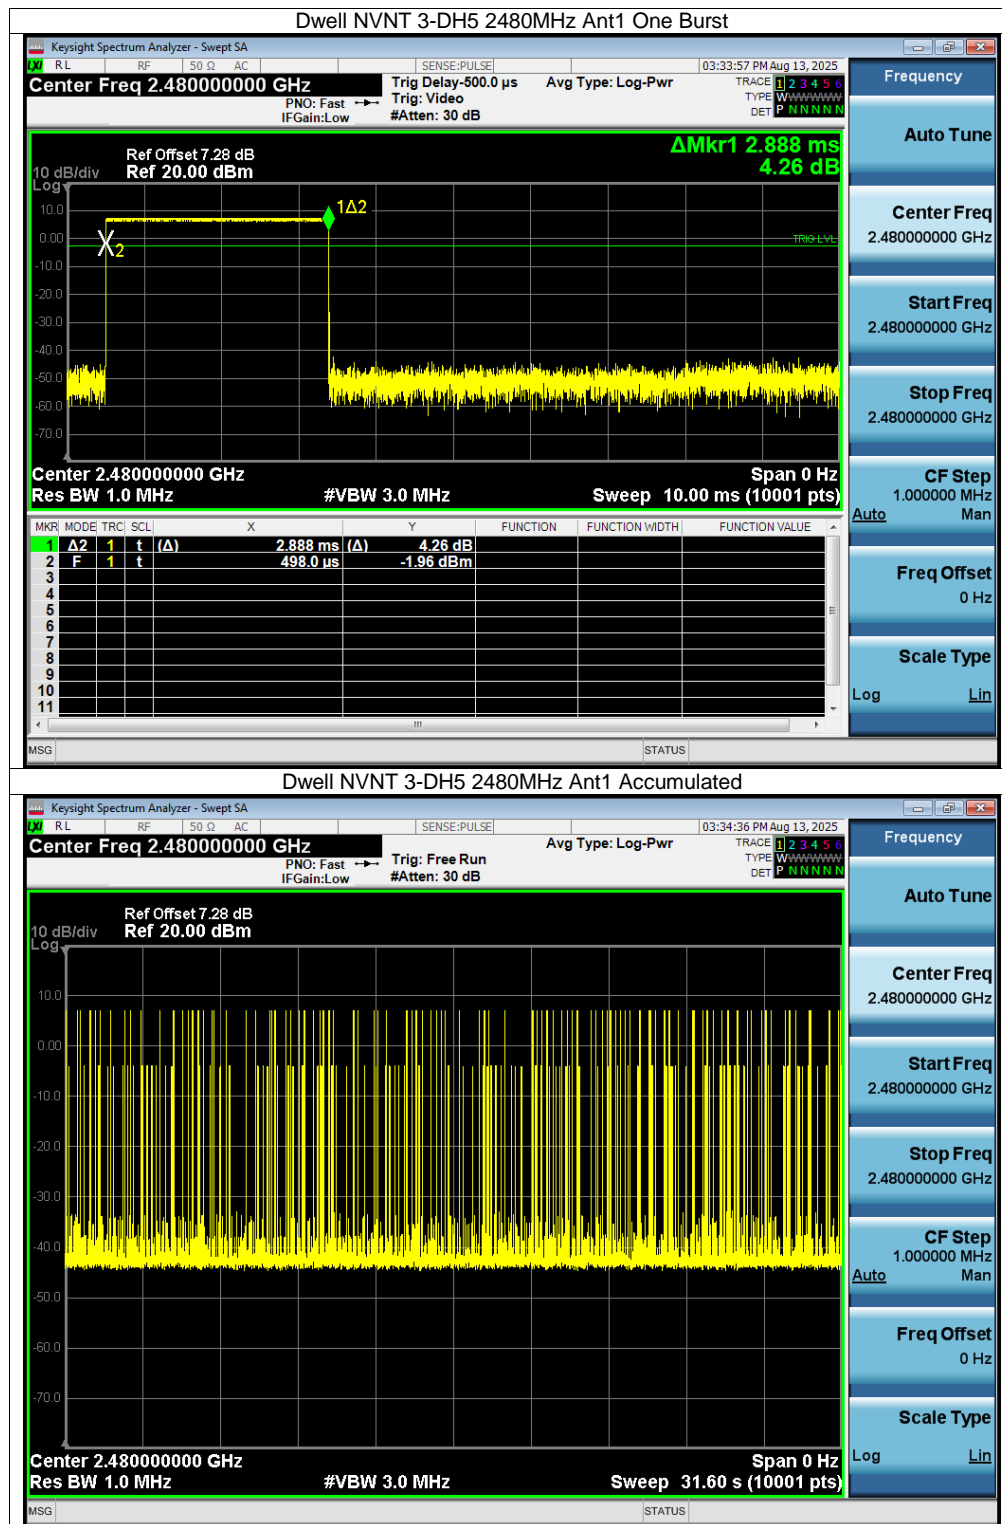 Dwell NVNT 3-DH5 2480MHz Ant1 One Burst
Keysight Spectrum Analyzer - Swept SA
LXI RL RF 50 Ω AC SENSE:PULSE 03:33:57 PM Aug 13, 2025
Center Freq 2.480000000 GHz
PNO: Fast
IFGain:Low
Trig Delay-500.0 µs
Trig: Video
#Atten: 30 dB
Avg Type: Log-Pwr
TRACE 1 2 3 4 5 6
TYPE WWWWWW
DET P N N N N N
Ref Offset 7.28 dB
Ref 20.00 dBm
ΔMkr1 2.888 ms
4.26 dB
10 dB/div
Log
10.0
0.00
-10.0
-20.0
-30.0
-40.0
-50.0
-60.0
-70.0
1Δ2
2
TRIG LVL
Center 2.480000000 GHz Span 0 Hz
Res BW 1.0 MHz #VBW 3.0 MHz Sweep 10.00 ms (10001 pts)
MKR MODE TRC SCL X Y FUNCTION FUNCTION WIDTH FUNCTION VALUE
1 Δ2 1 t (Δ) 2.888 ms (Δ) 4.26 dB
2 F 1 t 498.0 µs -1.96 dBm
3
4
5
6
7
8
9
10
11
MSG STATUS
Frequency
Auto Tune
Center Freq
2.480000000 GHz
Start Freq
2.480000000 GHz
Stop Freq
2.480000000 GHz
CF Step
1.000000 MHz
Auto Man
Freq Offset
0 Hz
Scale Type
Log Lin
Dwell NVNT 3-DH5 2480MHz Ant1 Accumulated
Keysight Spectrum Analyzer - Swept SA
LXI RL RF 50 Ω AC SENSE:PULSE 03:34:36 PM Aug 13, 2025
Center Freq 2.480000000 GHz
PNO: Fast
IFGain:Low
Trig: Free Run
#Atten: 30 dB
Avg Type: Log-Pwr
TRACE 1 2 3 4 5 6
TYPE WWWWWW
DET P N N N N N
Ref Offset 7.28 dB
Ref 20.00 dBm
10 dB/div
Log
10.0
0.00
-10.0
-20.0
-30.0
-40.0
-50.0
-60.0
-70.0
Center 2.480000000 GHz Span 0 Hz
Res BW 1.0 MHz #VBW 3.0 MHz Sweep 31.60 s (10001 pts)
MSG STATUS
Frequency
Auto Tune
Center Freq
2.480000000 GHz
Start Freq
2.480000000 GHz
Stop Freq
2.480000000 GHz
CF Step
1.000000 MHz
Auto Man
Freq Offset
0 Hz
Scale Type
Log Lin